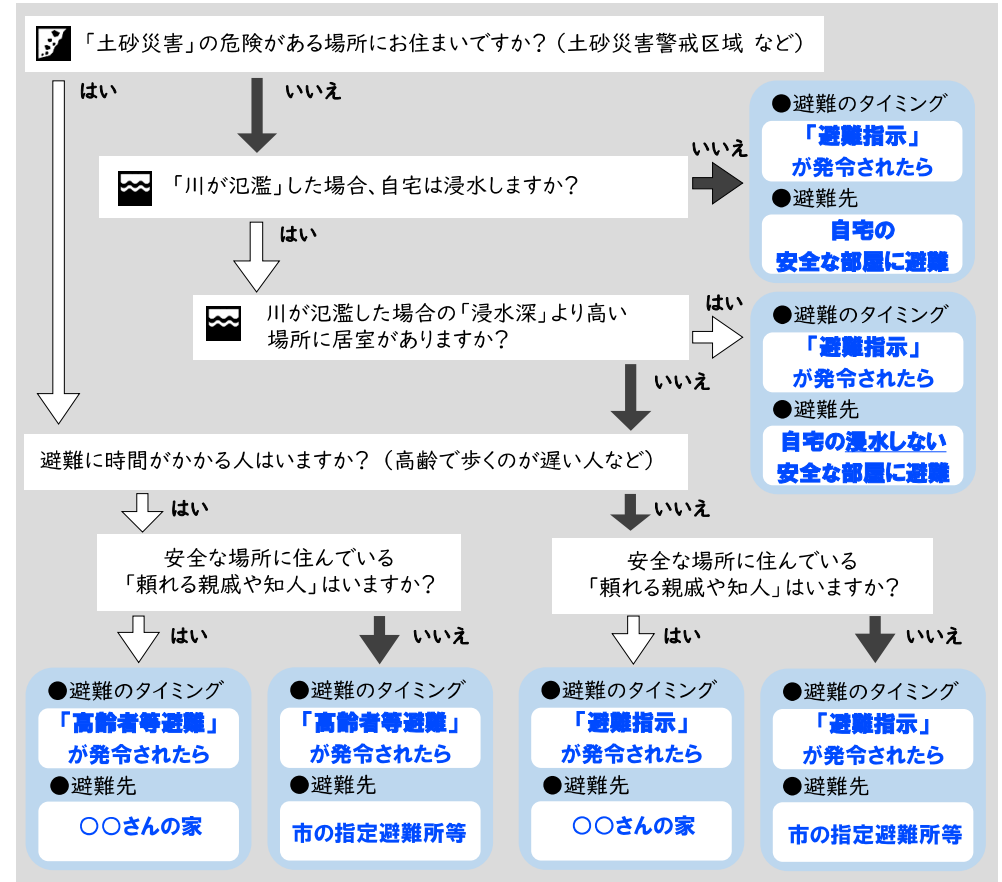 「土砂災害」の危険がある場所にお住まいですか？（土砂災害警戒区域 など）
はい
いいえ
「川が氾濫」した場合、自宅は浸水しますか？
いいえ
●避難のタイミング
「避難指示」
が発令されたら
●避難先
自宅の
安全な部屋に避難
はい
川が氾濫した場合の「浸水深」より高い
場所に居室がありますか？
はい
●避難のタイミング
「避難指示」
が発令されたら
●避難先
自宅の浸水しない
安全な部屋に避難
いいえ
避難に時間がかかる人はいますか？（高齢で歩くのが遅い人など）
はい
いいえ
安全な場所に住んでいる
「頼れる親戚や知人」はいますか？
安全な場所に住んでいる
「頼れる親戚や知人」はいますか？
はい
いいえ
はい
いいえ
●避難のタイミング
「高齢者等避難」
が発令されたら
●避難先
○○さんの家
●避難のタイミング
「高齢者等避難」
が発令されたら
●避難先
市の指定避難所等
●避難のタイミング
「避難指示」
が発令されたら
●避難先
○○さんの家
●避難のタイミング
「避難指示」
が発令されたら
●避難先
市の指定避難所等